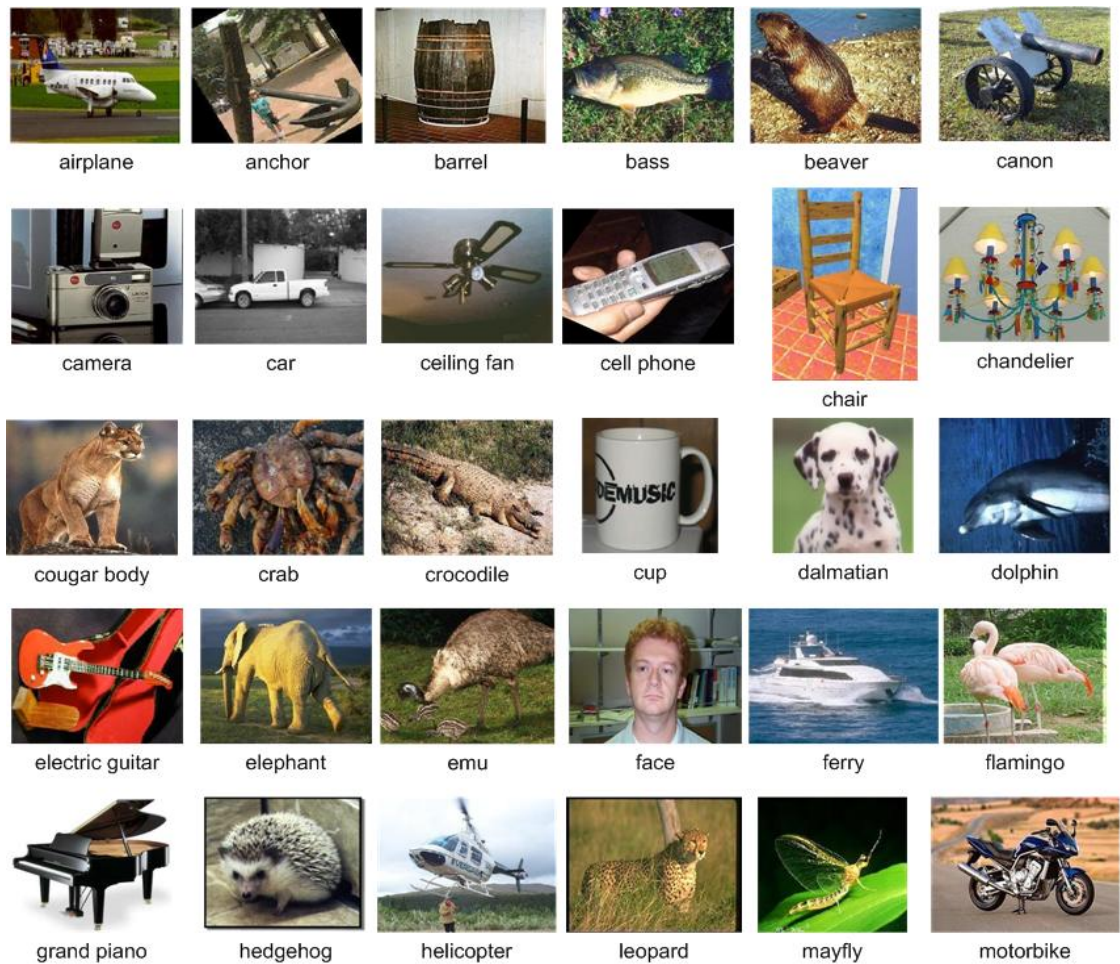 airplane
anchor
barrel
bass
beaver
canon
camera
car
ceiling fan
cell phone
chair
chandelier
DEMUSIC
cougar body
crab
crocodile
cup
dalmatian
dolphin
electric guitar
elephant
emu
face
ferry
flamingo
grand piano
hedgehog
helicopter
leopard
mayfly
motorbike